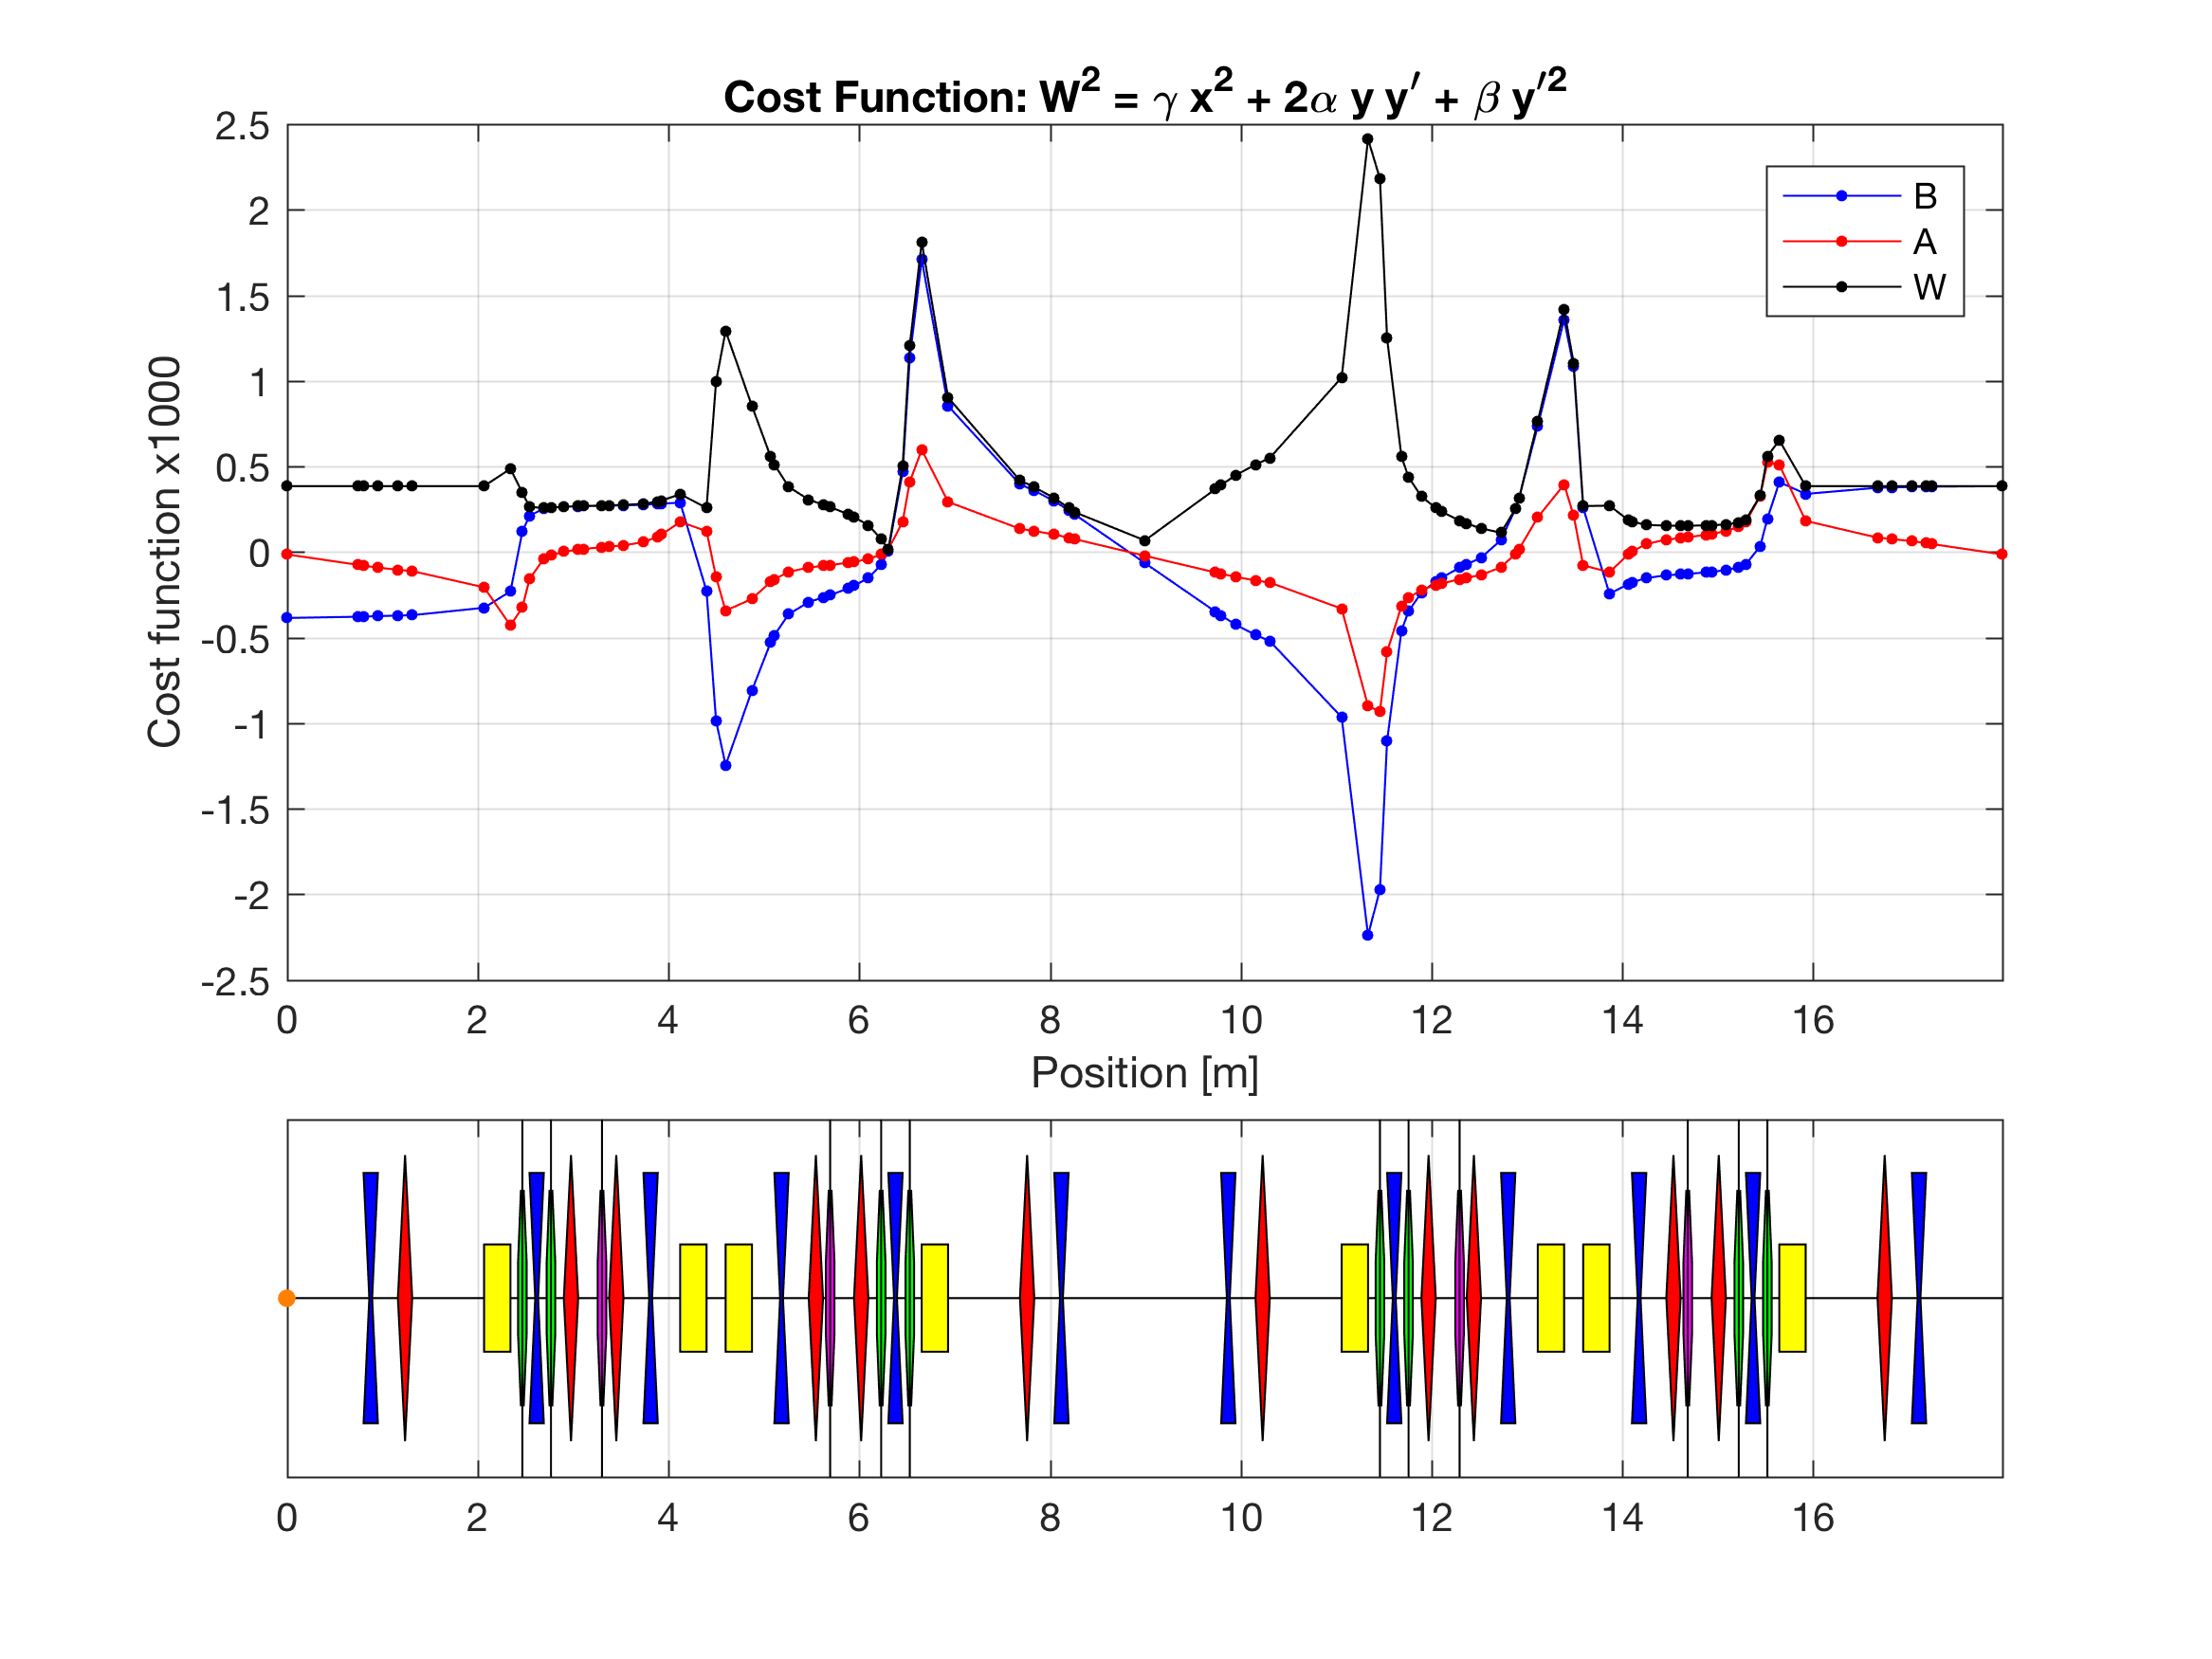 Cost Function: W² = γ x² + 2α y y′ + β y′²
2.5
2
1.5
1
0.5
0
-0.5
-1
-1.5
-2
-2.5
Cost function x1000
B
A
W
0 2 4 6 8 10 12 14 16
Position [m]
0 2 4 6 8 10 12 14 16